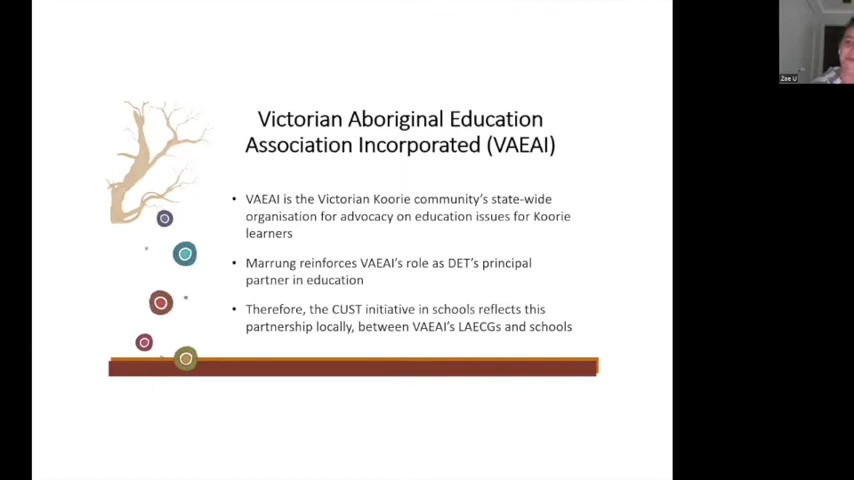 Victorian Aboriginal Education
Association Incorporated (VAEAI)
• VAEAI is the Victorian Koorie community's state-wide
organisation for advocacy on education issues for Koorie
learners
• Marrung reinforces VAEAI's role as DET's principal
partner in education
• Therefore, the CUST initiative in schools reflects this
partnership locally, between VAEAI's LAECGs and schools
Zoe U